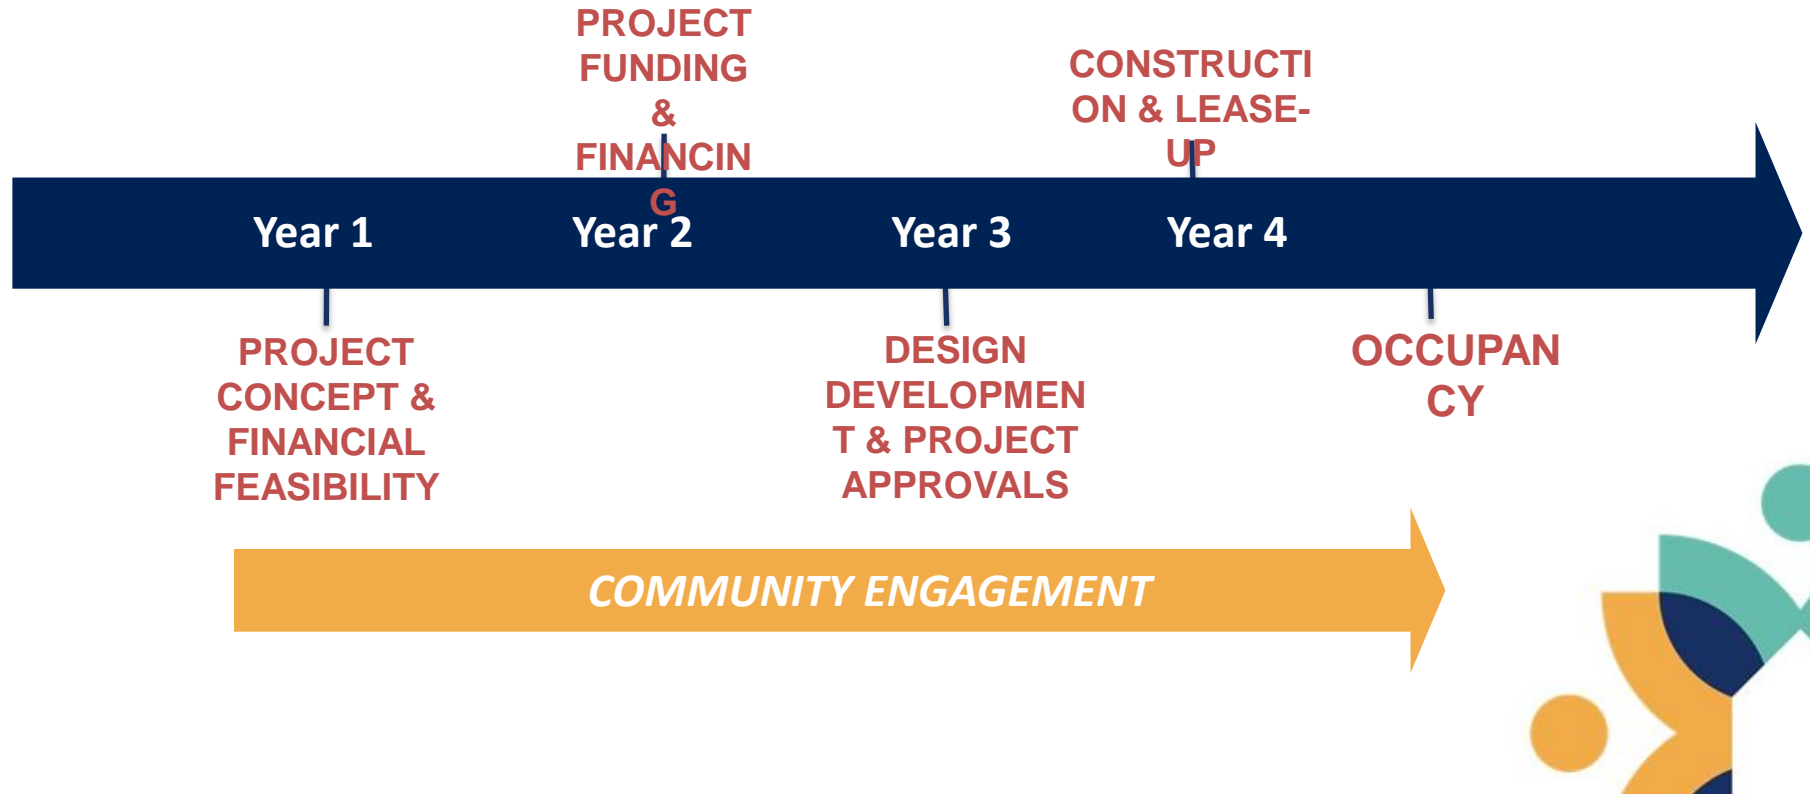 PROJECT
FUNDING
&
FINANCIN
G
CONSTRUCTI
ON & LEASE-
UP
Year 1
Year 2
Year 3
Year 4
PROJECT
CONCEPT &
FINANCIAL
FEASIBILITY
DESIGN
DEVELOPMEN
T & PROJECT
APPROVALS
OCCUPAN
CY
COMMUNITY ENGAGEMENT